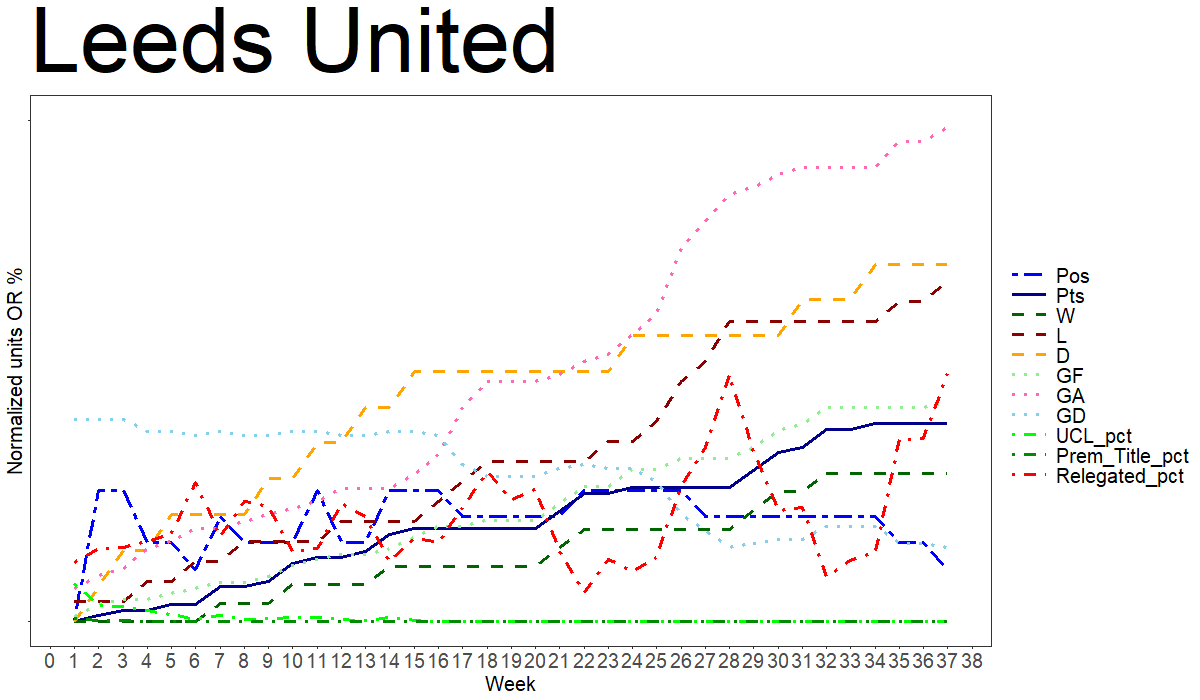 Leeds United
Normalized units OR %
0 1 2 3 4 5 6 7 8 9 10 11 12 13 14 15 16 17 18 19 20 21 22 23 24 25 26 27 28 29 30 31 32 33 34 35 36 37 38
Week
Pos
Pts
W
L
D
GF
GA
GD
UCL_pct
Prem_Title_pct
Relegated_pct